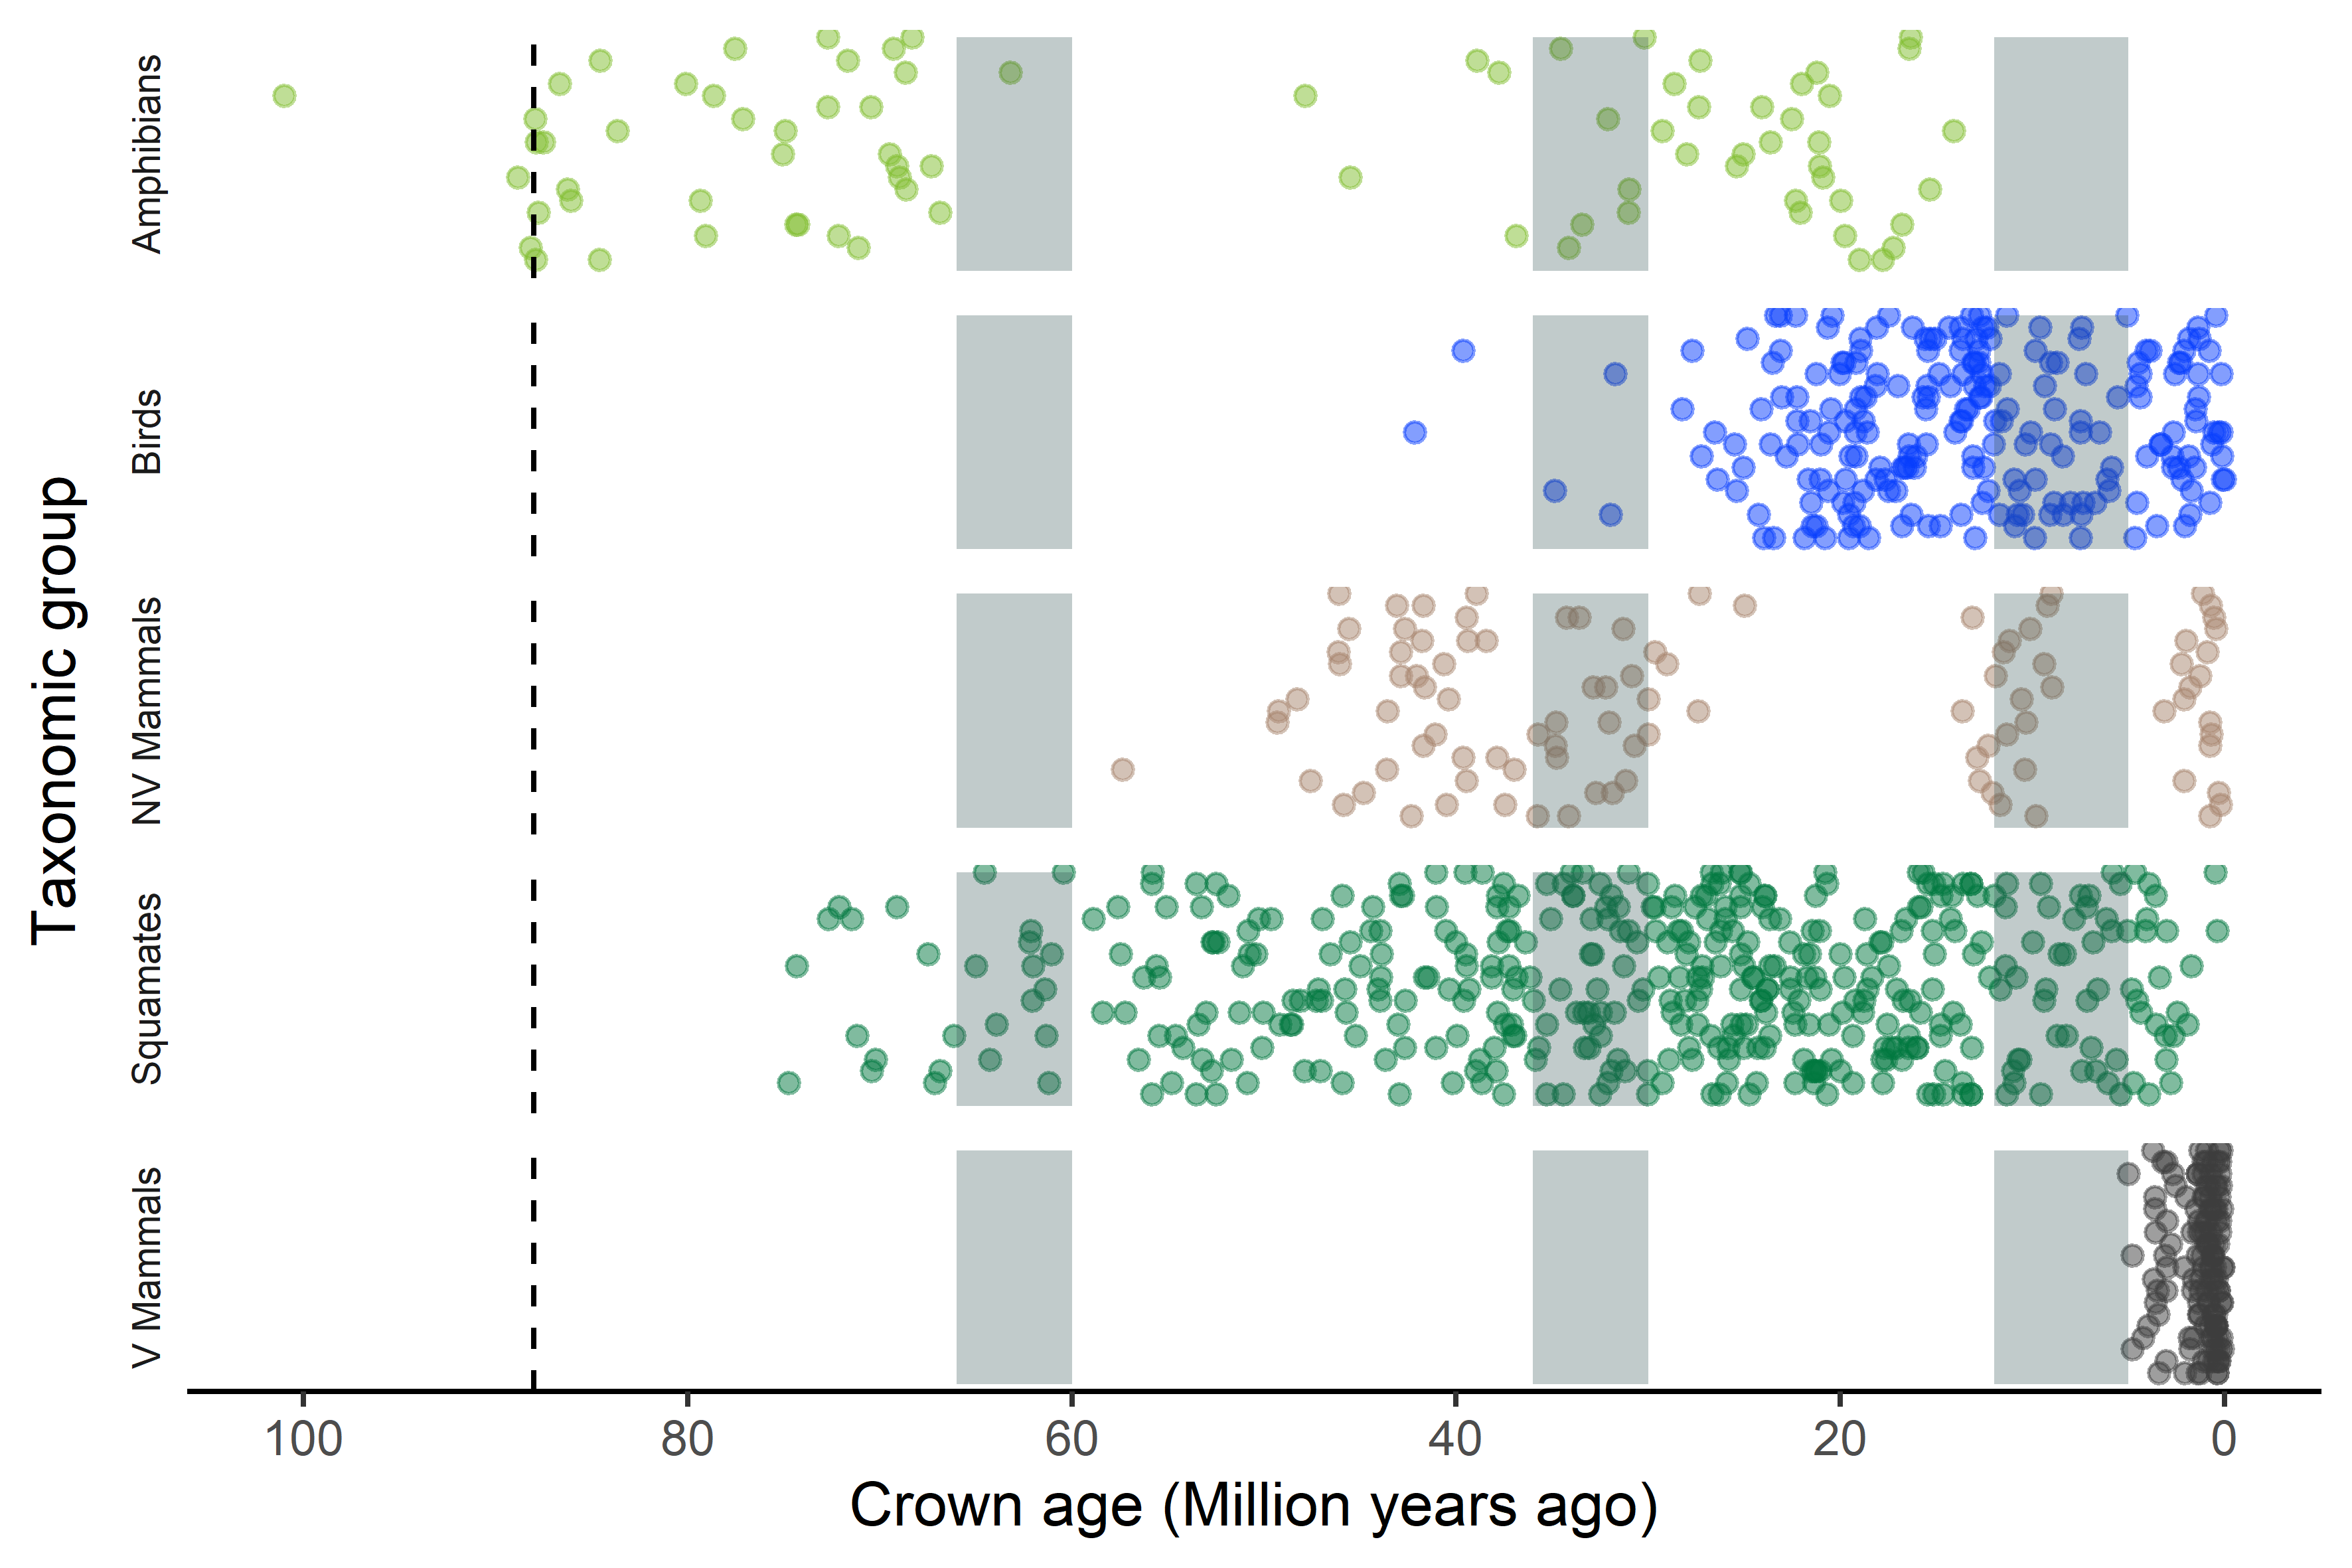 Taxonomic group
Amphibians
Birds
NV Mammals
Squamates
V Mammals
100 80 60 40 20 0
Crown age (Million years ago)